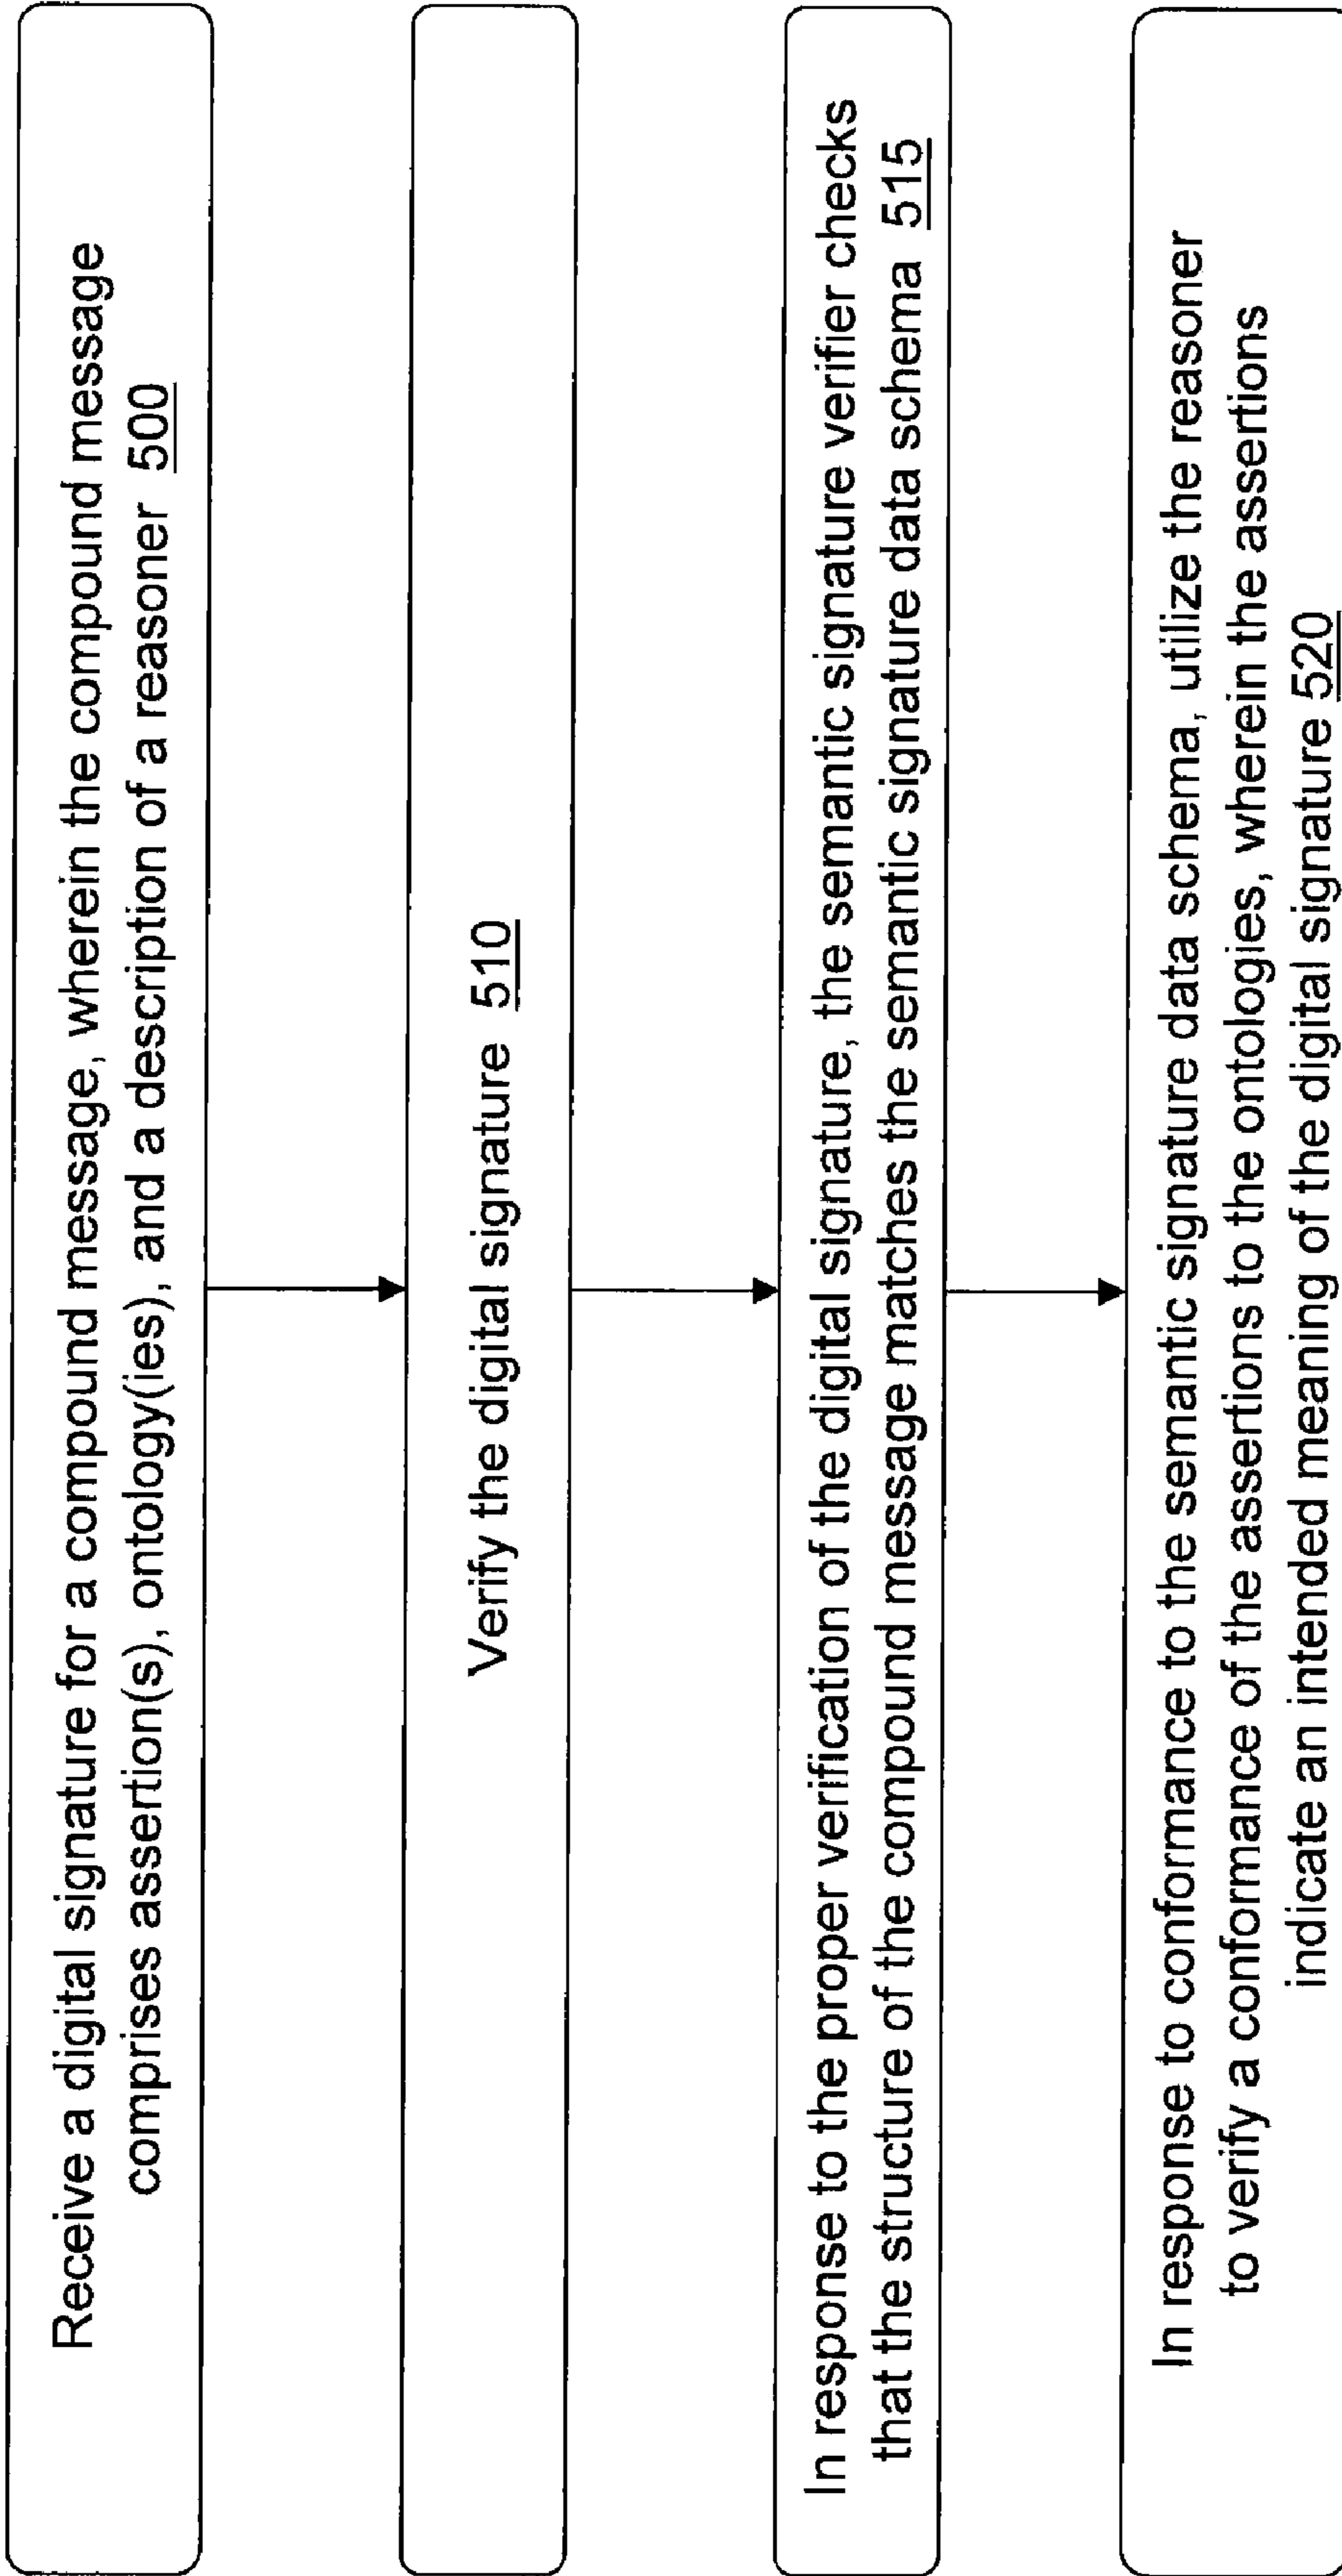 Receive a digital signature for a compound message, wherein the compound message
comprises assertion(s), ontology(ies), and a description of a reasoner 500
Verify the digital signature 510
In response to the proper verification of the digital signature, the semantic signature verifier checks
that the structure of the compound message matches the semantic signature data schema 515
In response to conformance to the semantic signature data schema, utilize the reasoner
to verify a conformance of the assertions to the ontologies, wherein the assertions
indicate an intended meaning of the digital signature 520